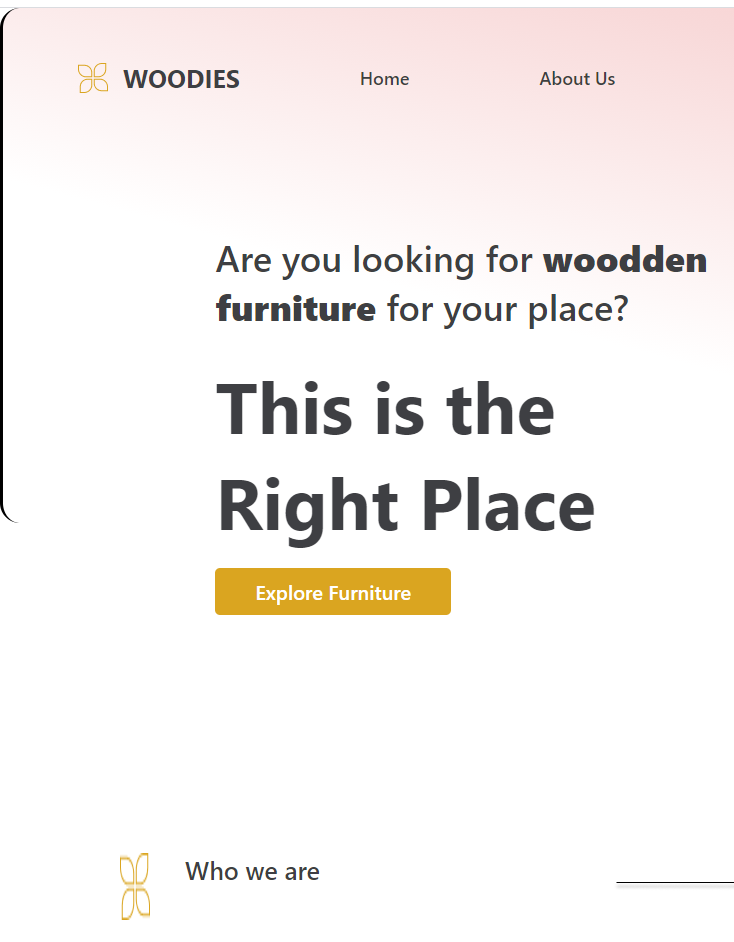 WOODIES Home About Us
Are you looking for woodden
furniture for your place?
This is the
Right Place
Explore Furniture
Who we are